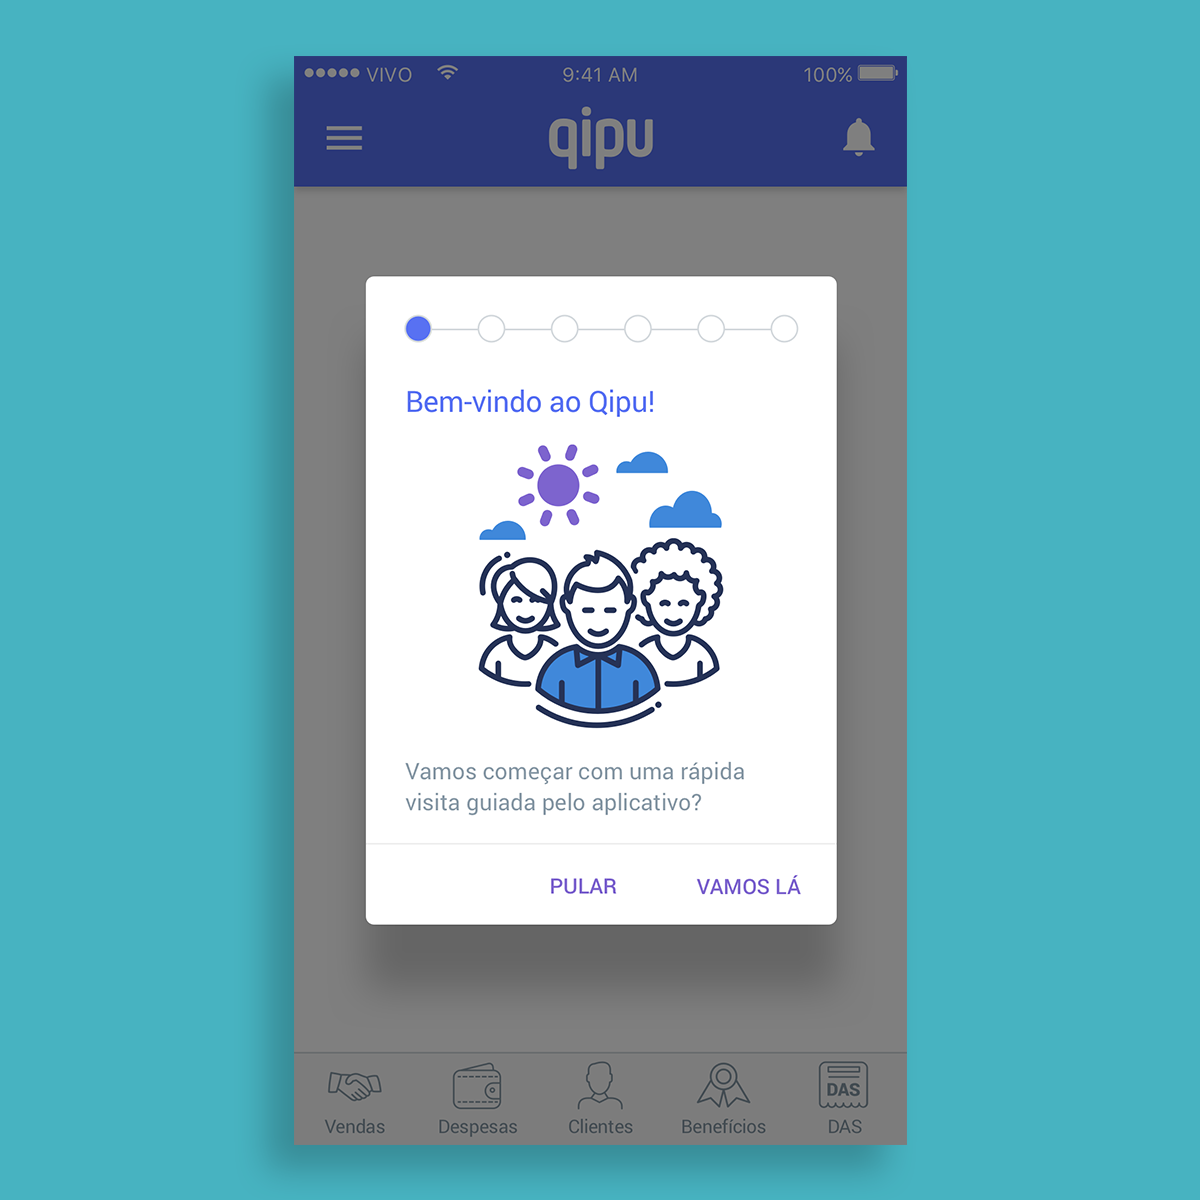 VIVO 9:41 AM 100%
qipu
Bem-vindo ao Qipu!
Vamos começar com uma rápida
visita guiada pelo aplicativo?
PULAR VAMOS LÁ
DAS
Vendas Despesas Clientes Benefícios DAS